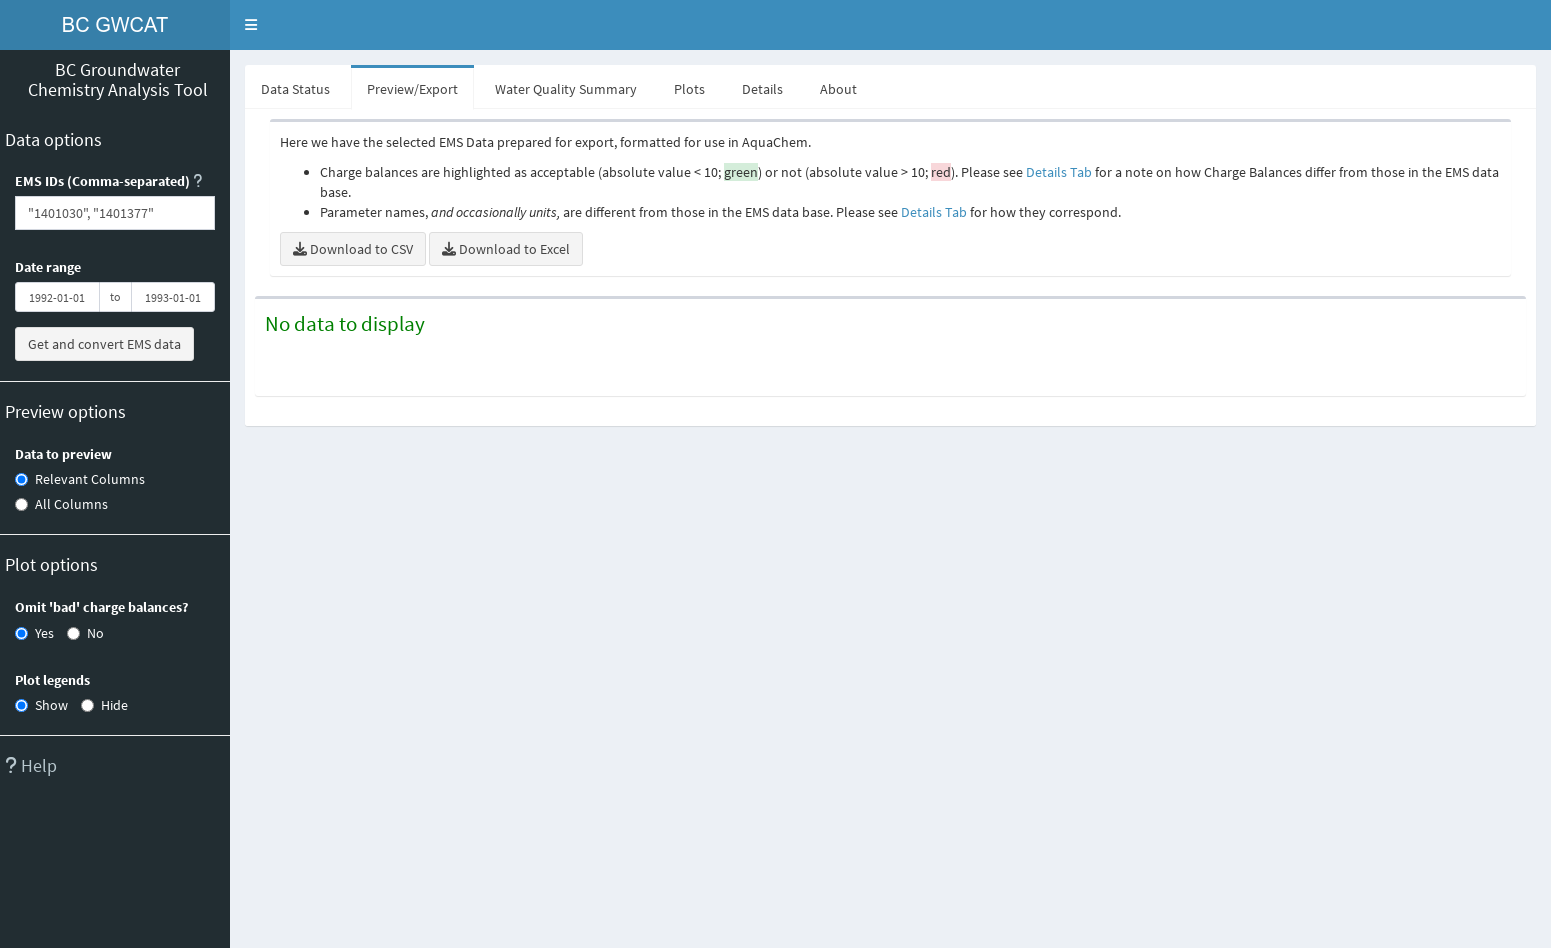 BC GWCAT
BC Groundwater
Chemistry Analysis Tool
Data options
EMS IDs (Comma-separated) ?
"1401030", "1401377"
Date range
1992-01-01 to 1993-01-01
Get and convert EMS data
Preview options
Data to preview
Relevant Columns
All Columns
Plot options
Omit 'bad' charge balances?
Yes No
Plot legends
Show Hide
? Help
Data Status Preview/Export Water Quality Summary Plots Details About
Here we have the selected EMS Data prepared for export, formatted for use in AquaChem.
• Charge balances are highlighted as acceptable (absolute value < 10; green) or not (absolute value > 10; red). Please see Details Tab for a note on how Charge Balances differ from those in the EMS data
base.
• Parameter names, and occasionally units, are different from those in the EMS data base. Please see Details Tab for how they correspond.
Download to CSV Download to Excel
No data to display